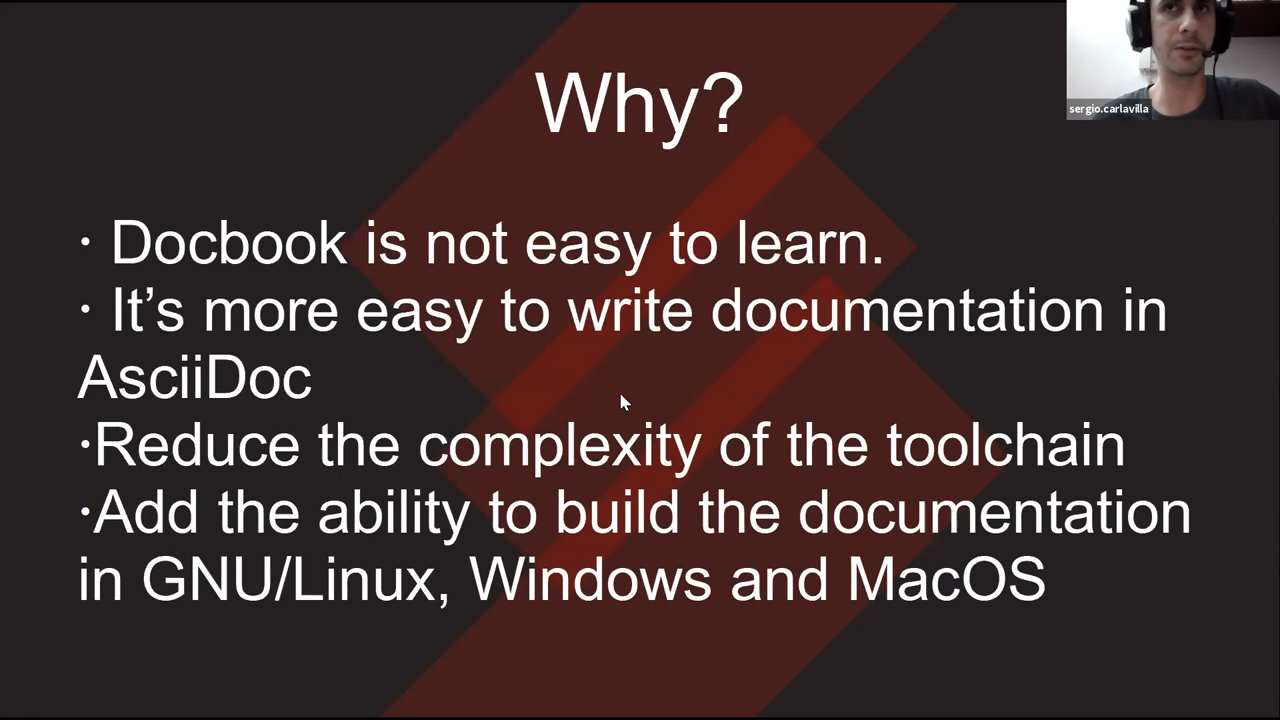 Why?
sergio.carlavilla
· Docbook is not easy to learn.
· It’s more easy to write documentation in
AsciiDoc
·Reduce the complexity of the toolchain
·Add the ability to build the documentation
in GNU/Linux, Windows and MacOS